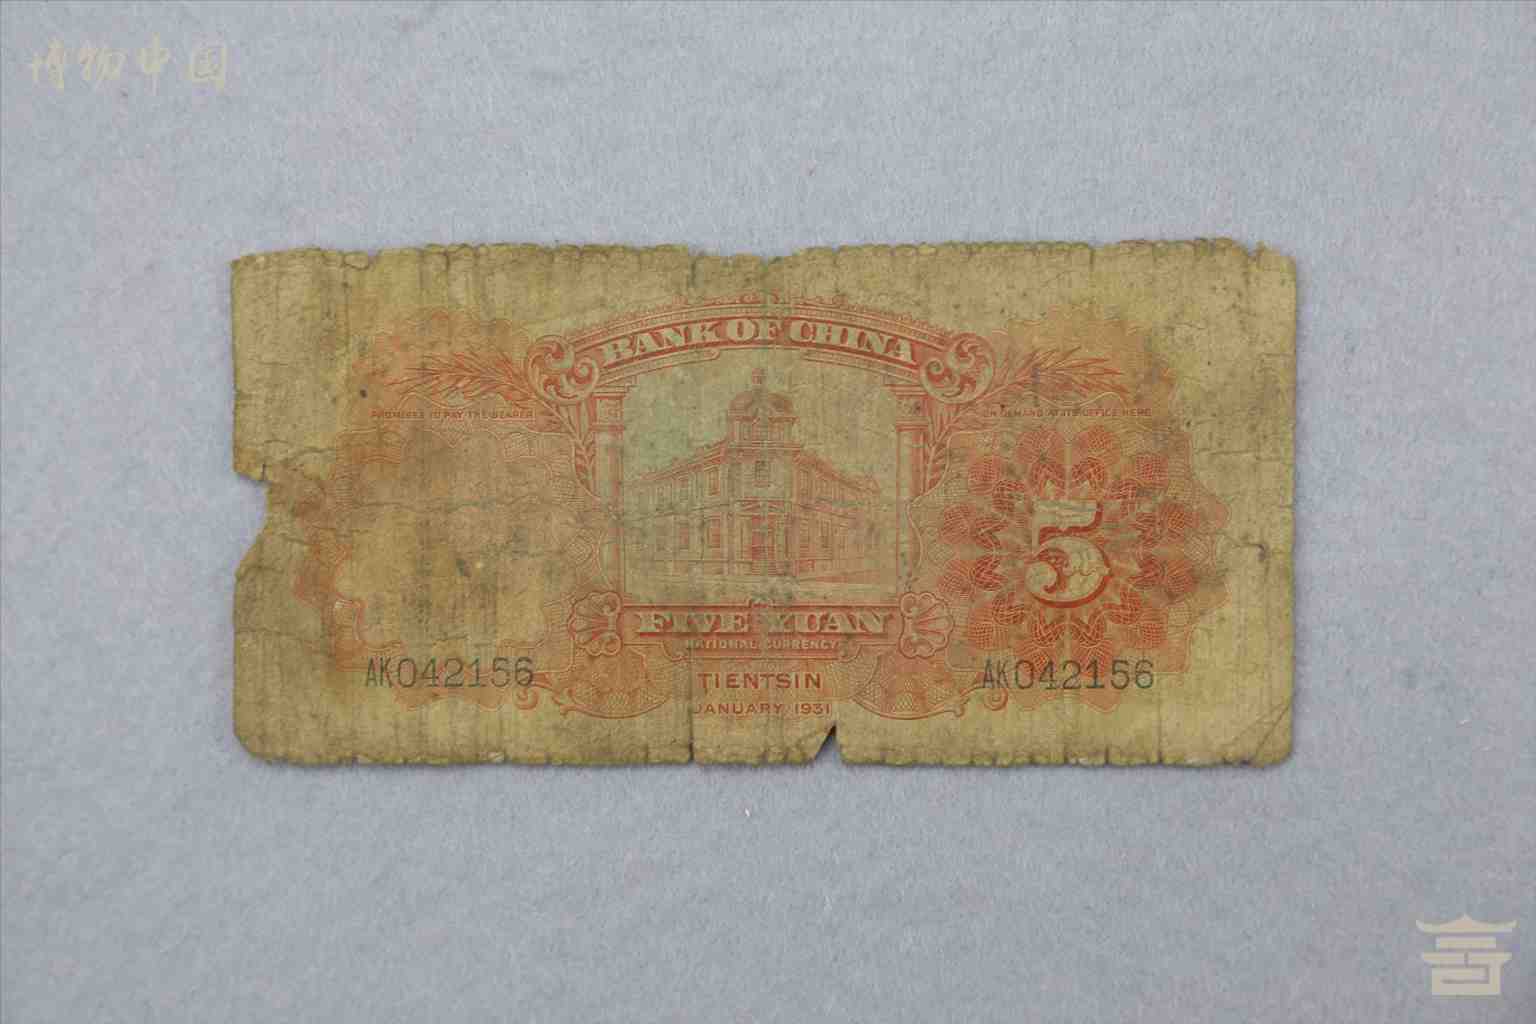 博物中国
BANK OF CHINA
PROMISES TO PAY THE BEARER
ON DEMAND AT ITS OFFICE HERE
5
FIVE YUAN
NATIONAL CURRENCY
AK042156
AK042156
TIENTSIN
JANUARY 1931